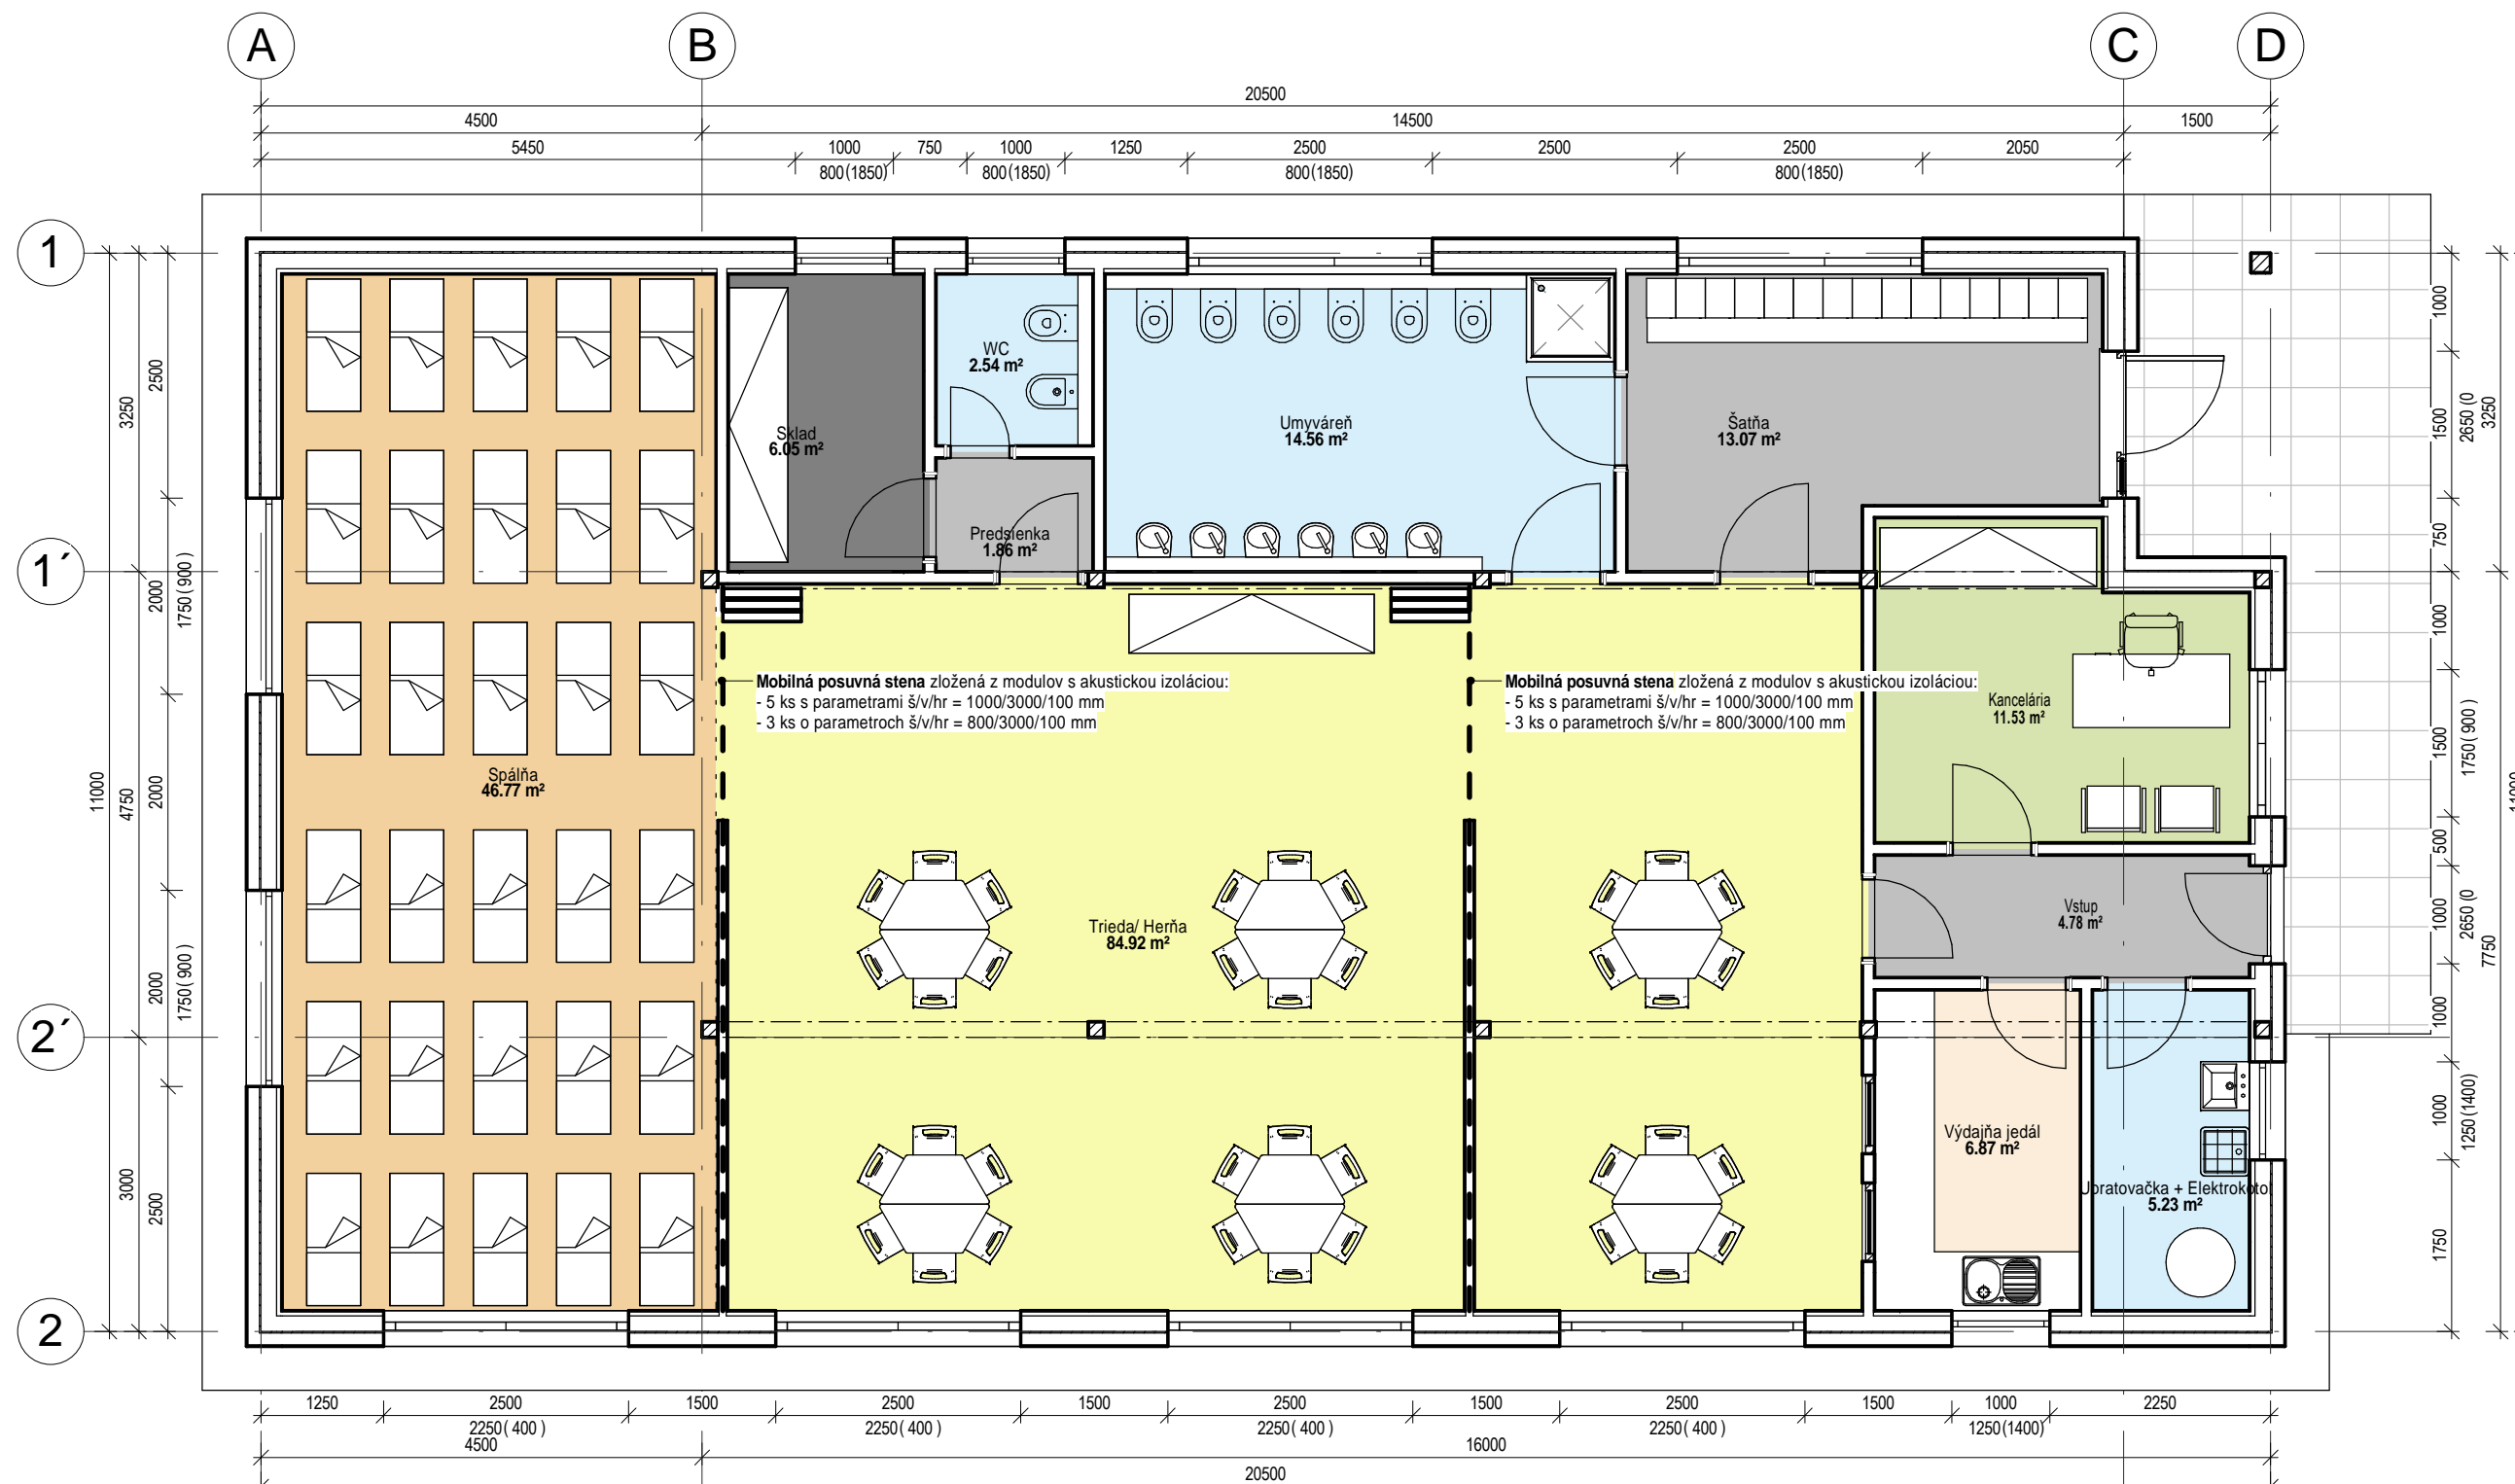 A B C D
20500
4500 14500 1500
5450 1000 750 1000 1250 2500 2500 2500 2050
800(1850) 800(1850) 800(1850) 800(1850)
1
1´
2´
2
11000
3250
4750
3000
2500
2000
1750( 900 )
2000
2000
1750( 900 )
2500
Spálňa
46.77 m²
Sklad
6.05 m²
WC
2.54 m²
Predsienka
1.86 m²
Umyváreň
14.56 m²
Šatňa
13.07 m²
Mobilná posuvná stena zložená z modulov s akustickou izoláciou:
- 5 ks s parametrami š/v/hr = 1000/3000/100 mm
- 3 ks o parametroch š/v/hr = 800/3000/100 mm
Mobilná posuvná stena zložená z modulov s akustickou izoláciou:
- 5 ks s parametrami š/v/hr = 1000/3000/100 mm
- 3 ks o parametroch š/v/hr = 800/3000/100 mm
Kancelária
11.53 m²
Trieda/ Herňa
84.92 m²
Vstup
4.78 m²
Výdajňa jedál
6.87 m²
Upratovačka + Elektrokotol
5.23 m²
1000
1500
2650 (0
750
1000
1500
1750( 900 )
500
1000
2650 (0
1000
1000
1250(1400)
1750
3250
7750
1250 2500 1500 2500 1500 2500 1500 2500 1500 1000 2250
2250( 400 ) 2250( 400 ) 2250( 400 ) 2250( 400 ) 1250(1400)
4500 16000
20500